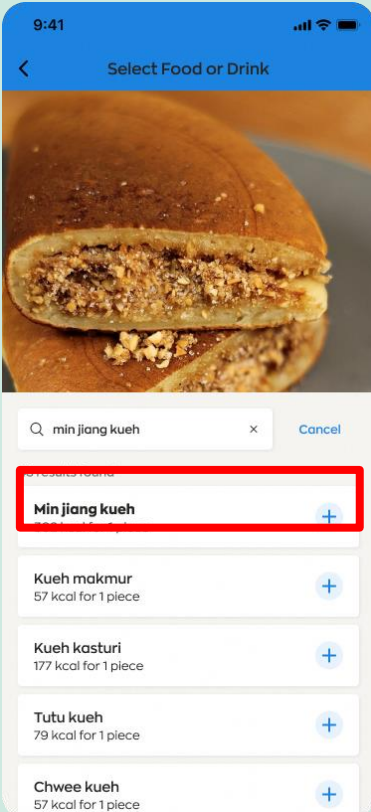 9:41
Select Food or Drink
min jiang kueh × Cancel
results found
Min jiang kueh
+
Kueh makmur
57 kcal for 1 piece
+
Kueh kasturi
177 kcal for 1 piece
+
Tutu kueh
79 kcal for 1 piece
+
Chwee kueh
57 kcal for 1 piece
+